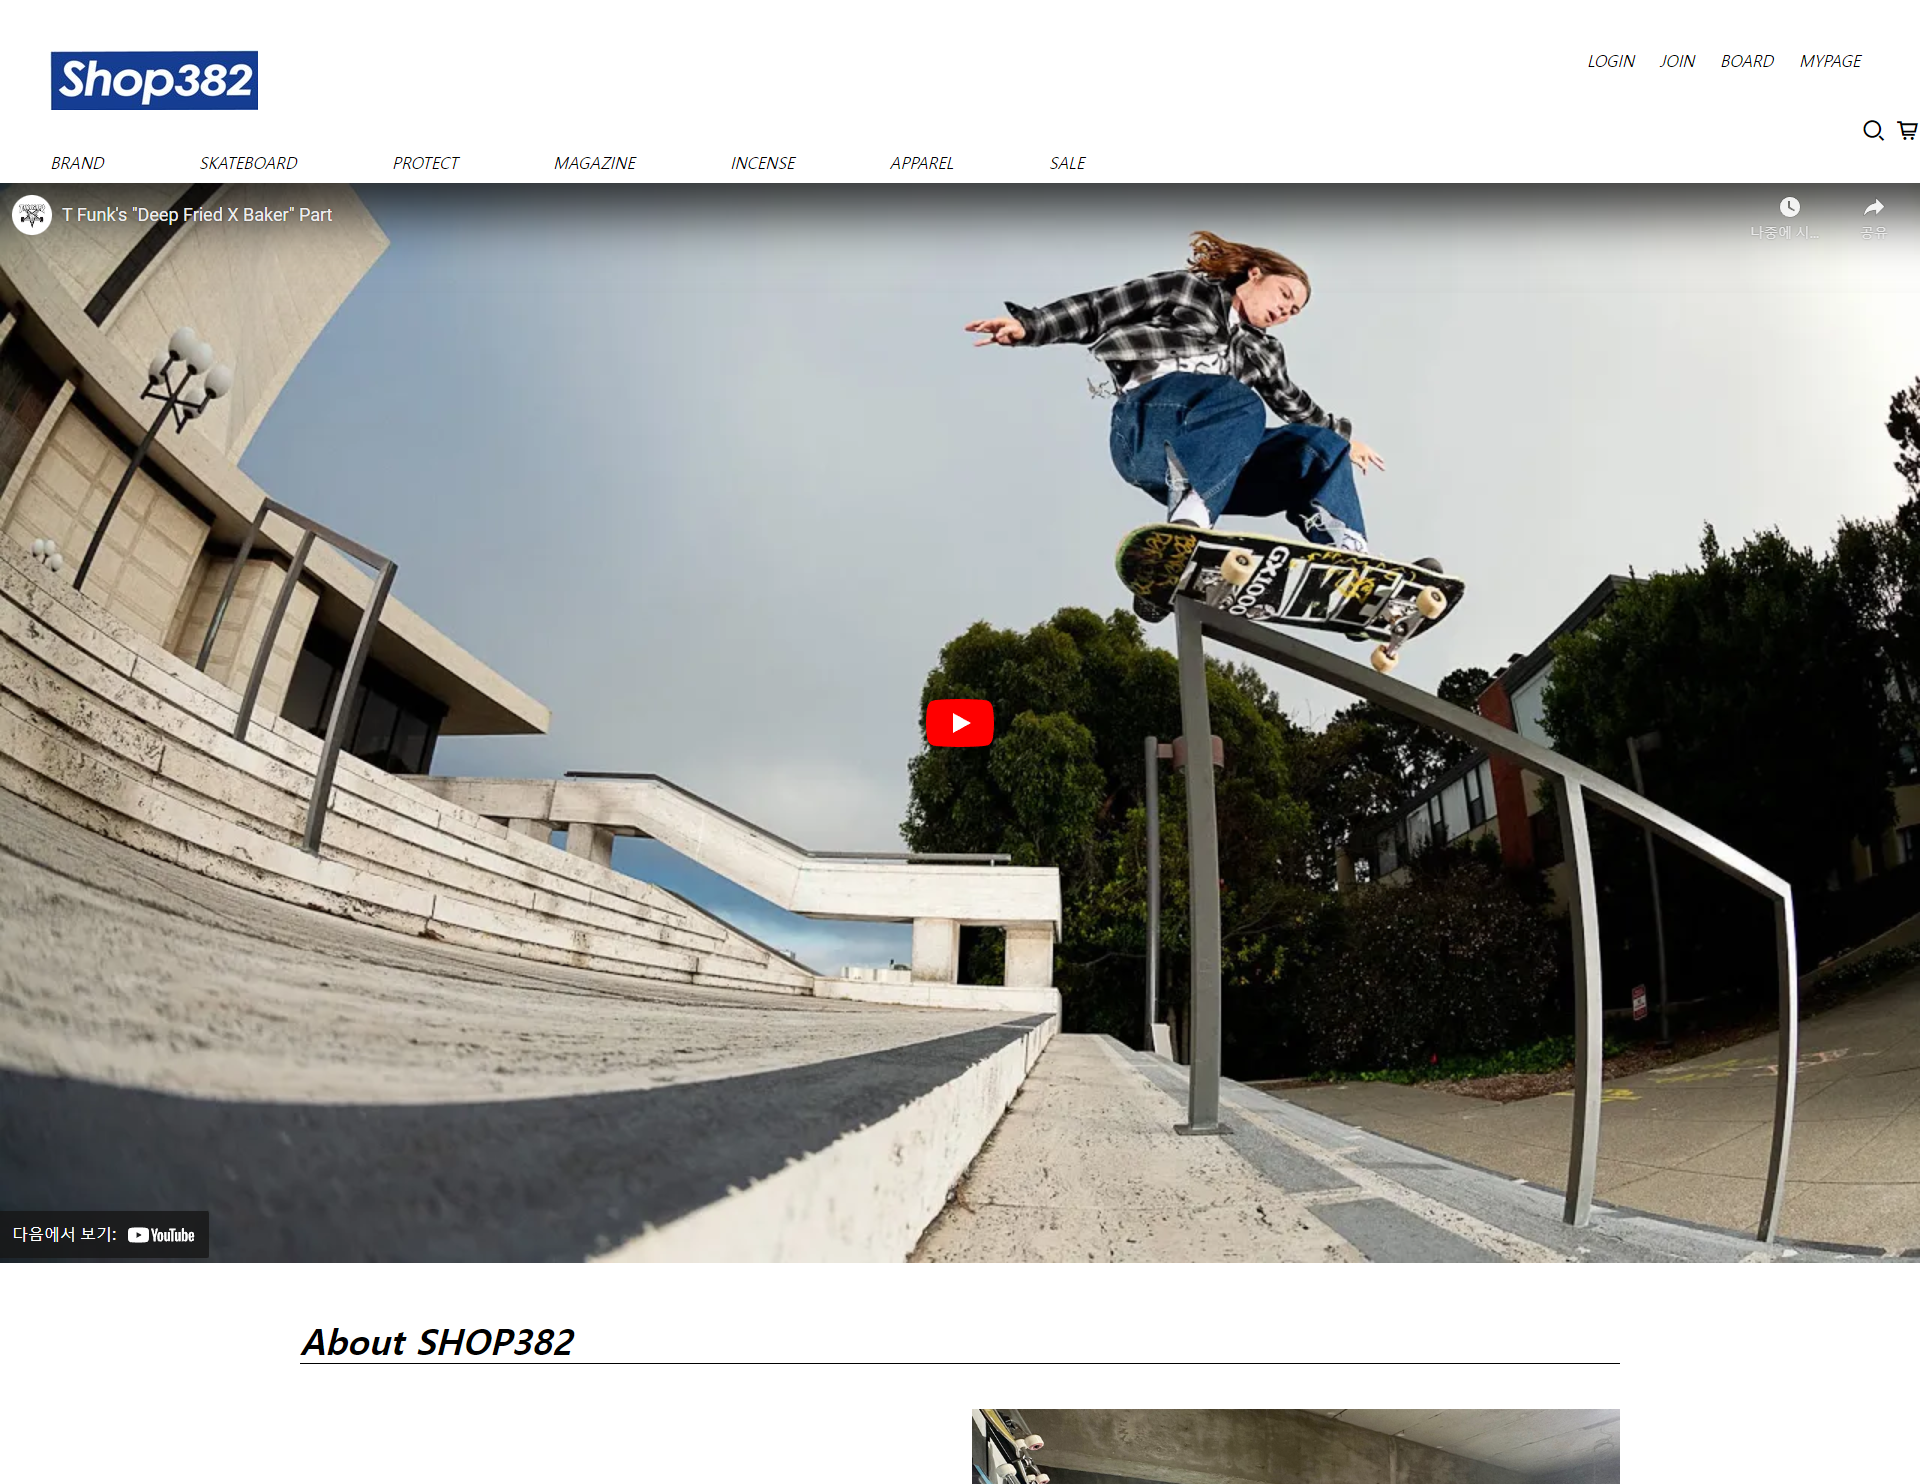 Shop382
LOGIN JOIN BOARD MYPAGE
BRAND SKATEBOARD PROTECT MAGAZINE INCENSE APPAREL SALE
T Funk's "Deep Fried X Baker" Part
나중에 시...
공유
GX1000
다음에서 보기: YouTube
About SHOP382